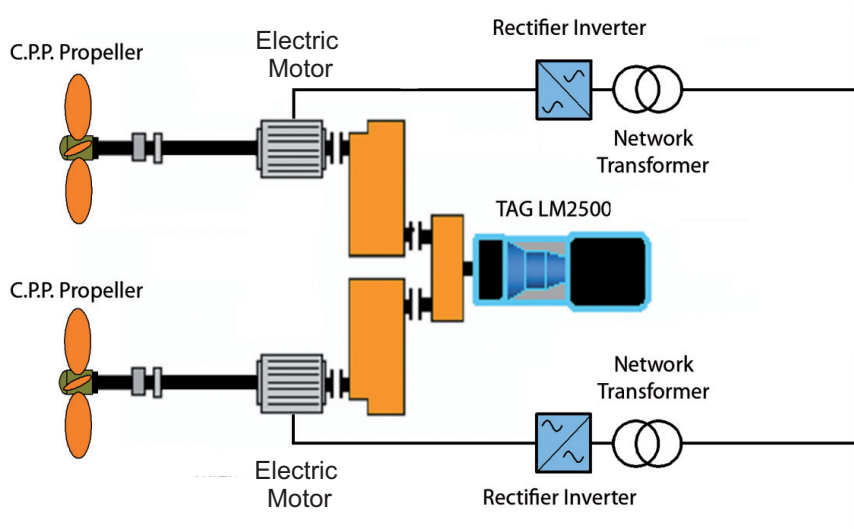 Rectifier Inverter
Electric
Motor
C.P.P. Propeller
Network
Transformer
TAG LM2500
C.P.P. Propeller
Network
Transformer
Electric
Motor
Rectifier Inverter